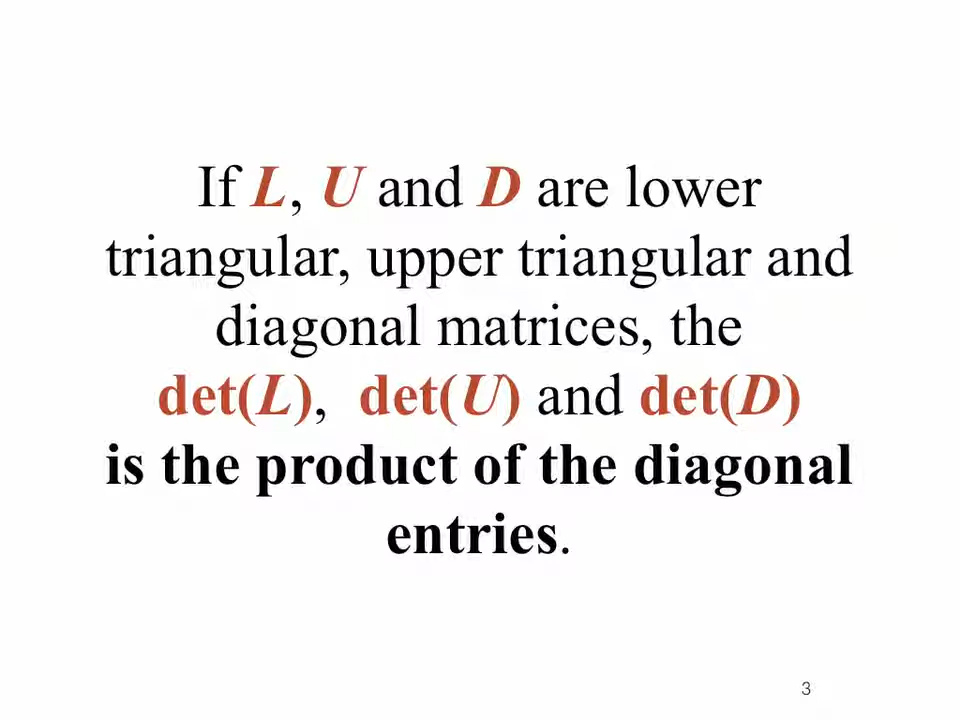 If L, U and D are lower
triangular, upper triangular and
diagonal matrices, the
det(L), det(U) and det(D)
is the product of the diagonal
entries.
3